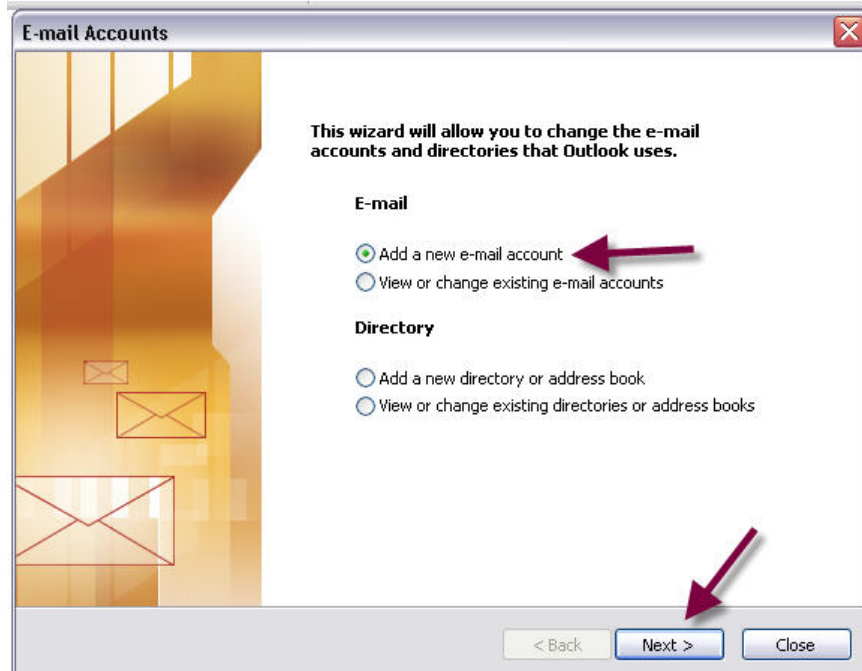 E-mail Accounts
This wizard will allow you to change the e-mail
accounts and directories that Outlook uses.
E-mail
Add a new e-mail account
View or change existing e-mail accounts
Directory
Add a new directory or address book
View or change existing directories or address books
< Back
Next >
Close